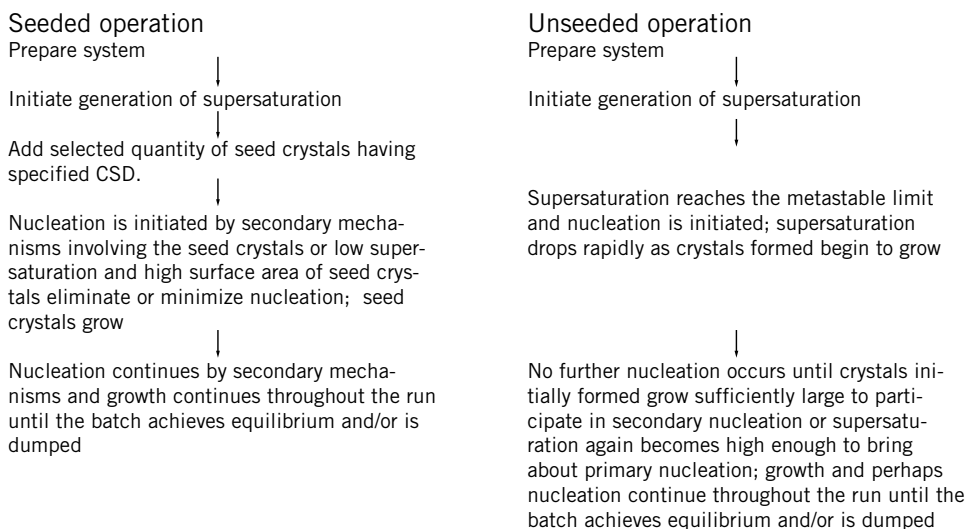 Seeded operation
Prepare system
Initiate generation of supersaturation
Add selected quantity of seed crystals having
specified CSD.
Nucleation is initiated by secondary mecha-
nisms involving the seed crystals or low super-
saturation and high surface area of seed crys-
tals eliminate or minimize nucleation; seed
crystals grow
Nucleation continues by secondary mecha-
nisms and growth continues throughout the run
until the batch achieves equilibrium and/or is
dumped
Unseeded operation
Prepare system
Initiate generation of supersaturation
Supersaturation reaches the metastable limit
and nucleation is initiated; supersaturation
drops rapidly as crystals formed begin to grow
No further nucleation occurs until crystals ini-
tially formed grow sufficiently large to parti-
cipate in secondary nucleation or supersatu-
ration again becomes high enough to bring
about primary nucleation; growth and perhaps
nucleation continue throughout the run until the
batch achieves equilibrium and/or is dumped